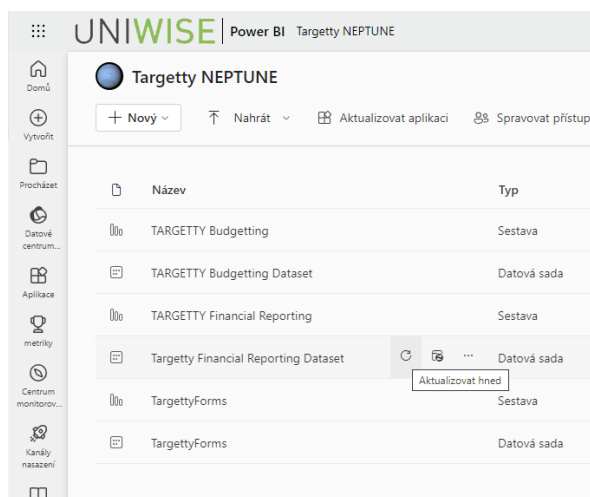 UNIWISE Power BI Targetty NEPTUNE
Domů
Targetty NEPTUNE
Vytvořit
Nový
Nahrát
Aktualizovat aplikaci
Spravovat přístup
Procházet
Název
Typ
Datové
centrum...
TARGETTY Budgetting
Sestava
Aplikace
TARGETTY Budgetting Dataset
Datová sada
metriky
TARGETTY Financial Reporting
Sestava
Centrum
monitorov...
Targetty Financial Reporting Dataset
Datová sada
Aktualizovat hned
TargettyForms
Sestava
Kanály
nasazení
TargettyForms
Datová sada